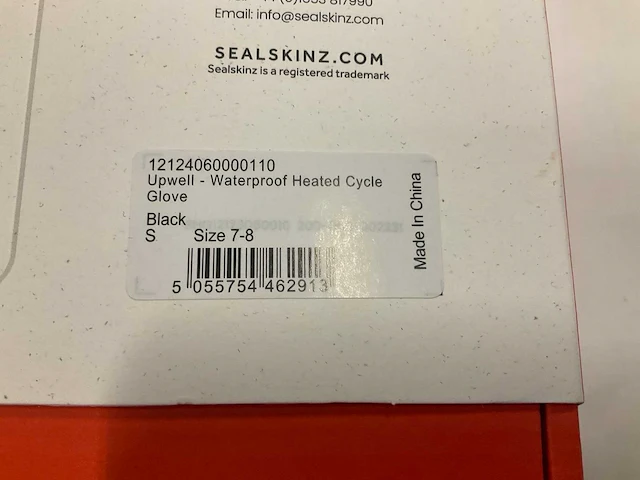 817990
Email: info@sealskinz.com
SEALSKINZ.COM
Sealskinz is a registered trademark
12124060000110
Upwell - Waterproof Heated Cycle
Glove
Black
S Size 7-8
5 055754 462913
Made In China